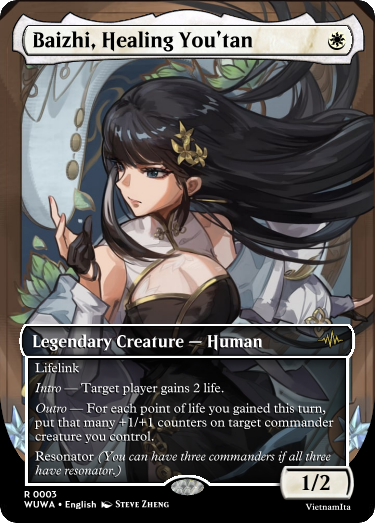 Baizhi, Healing You'tan
Legendary Creature — Human
Lifelink
Intro — Target player gains 2 life.
Outro — For each point of life you gained this turn,
put that many +1/+1 counters on target commander
creature you control.
Resonator (You can have three commanders if all three
have resonator.)
1/2
R 0003
WUWA • English Steve Zheng
VietnamIta